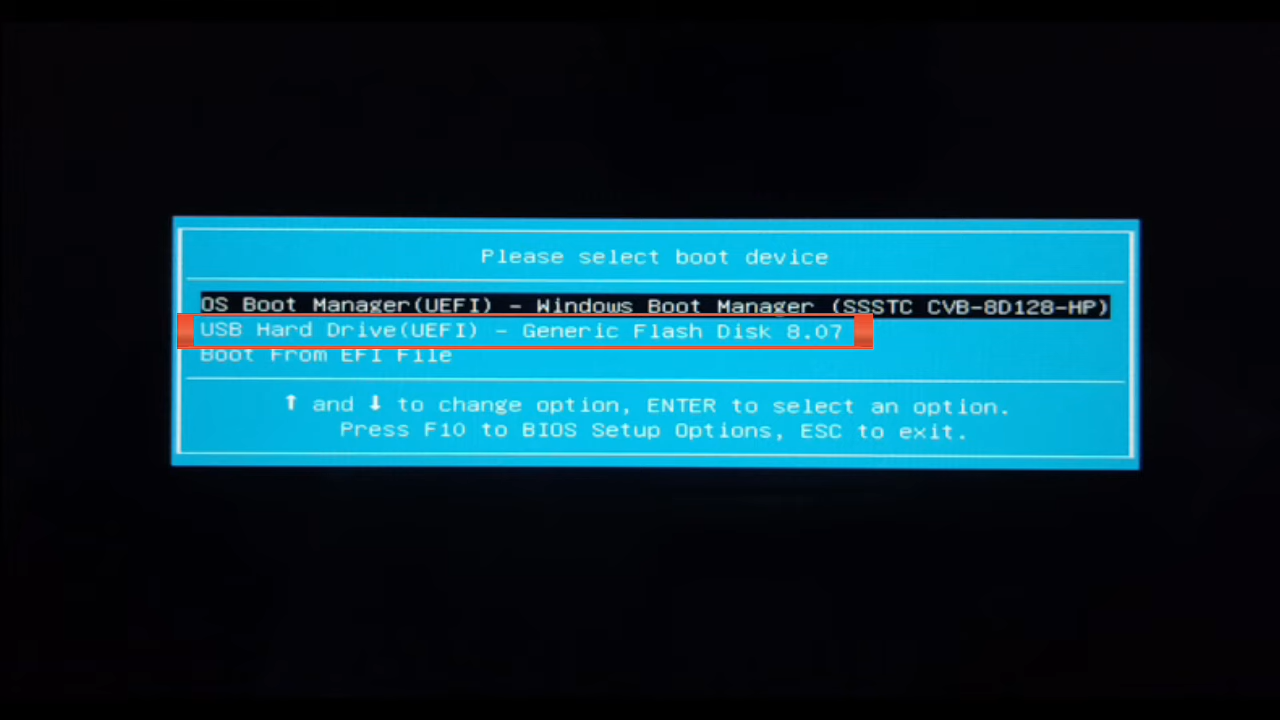 Please select boot device
OS Boot Manager(UEFI) - Windows Boot Manager (SSSTC CVB-8D128-HP)
USB Hard Drive(UEFI) - Generic Flash Disk 8.07
Boot From EFI File
↑ and ↓ to change option, ENTER to select an option.
Press F10 to BIOS Setup Options, ESC to exit.